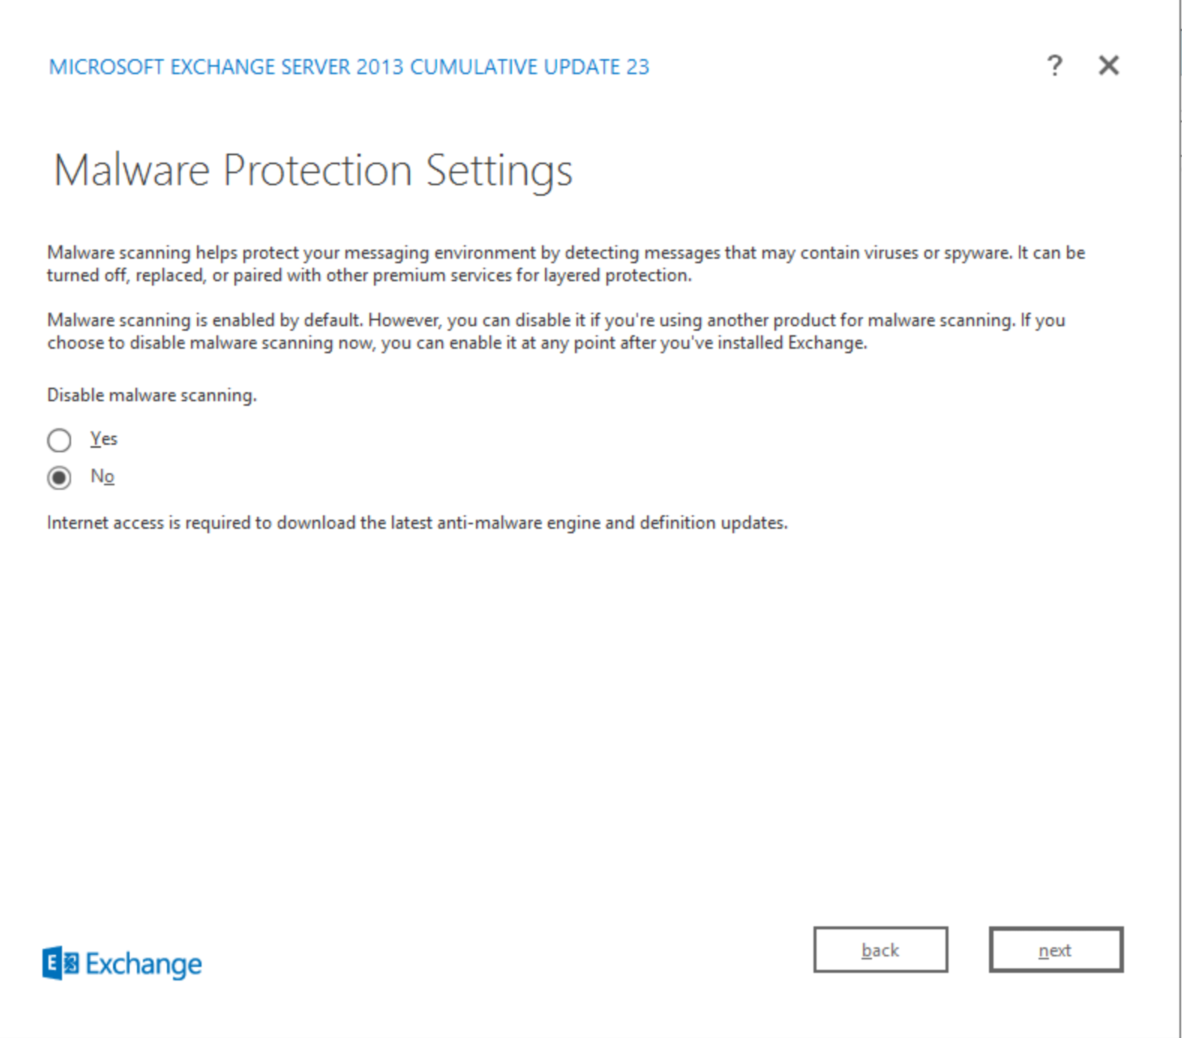 MICROSOFT EXCHANGE SERVER 2013 CUMULATIVE UPDATE 23
?
Malware Protection Settings
Malware scanning helps protect your messaging environment by detecting messages that may contain viruses or spyware. It can be
turned off, replaced, or paired with other premium services for layered protection.
Malware scanning is enabled by default. However, you can disable it if you're using another product for malware scanning. If you
choose to disable malware scanning now, you can enable it at any point after you've installed Exchange.
Disable malware scanning.
Yes
No
Internet access is required to download the latest anti-malware engine and definition updates.
E Exchange
back
next